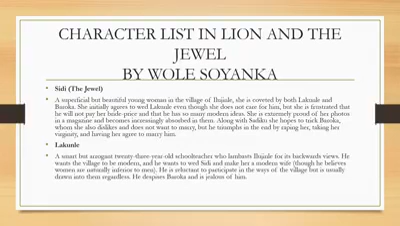 CHARACTER LIST IN LION AND THE
JEWEL
BY WOLE SOYANKA
• Sidi (The Jewel)
• A superficial but beautiful young woman in the village of Ilujinle, she is coveted by both Lakunle and
Baroka. She initially agrees to wed Lakunle even though she does not care for him, but she is frustrated that
he will not pay her bride-price and that he has so many modern ideas. She is extremely proud of her photos
in a magazine and becomes increasingly absorbed in them. Along with Sadiku she hopes to trick Baroka,
whom she also dislikes and does not want to marry, but he triumphs in the end by raping her, taking her
virginity, and having her agree to marry him.
• Lakunle
• A smart but arrogant twenty-three-year old schoolteacher who lambasts Ilujinle for its backwards views. He
wants the village to be modern, and he wants to wed Sidi and make her a modern wife (though he believes
women are naturally inferior to men). He is reluctant to participate in the ways of the village but is usually
drawn into them regardless. He despises Baroka and is jealous of him.